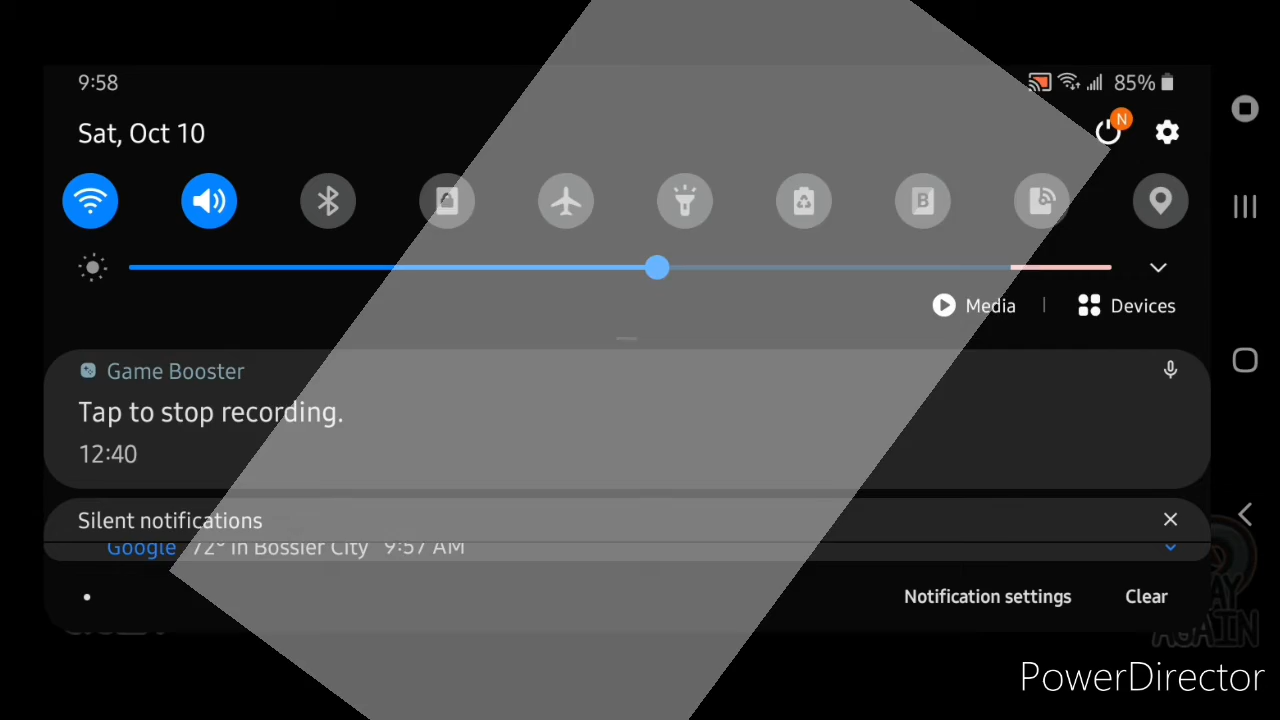 9:58
85%
Sat, Oct 10
N
B
Media | Devices
Game Booster
Tap to stop recording.
12:40
Silent notifications
Google 72° in Bossier City 9:57 AM
Notification settings Clear
AGAIN
PowerDirector